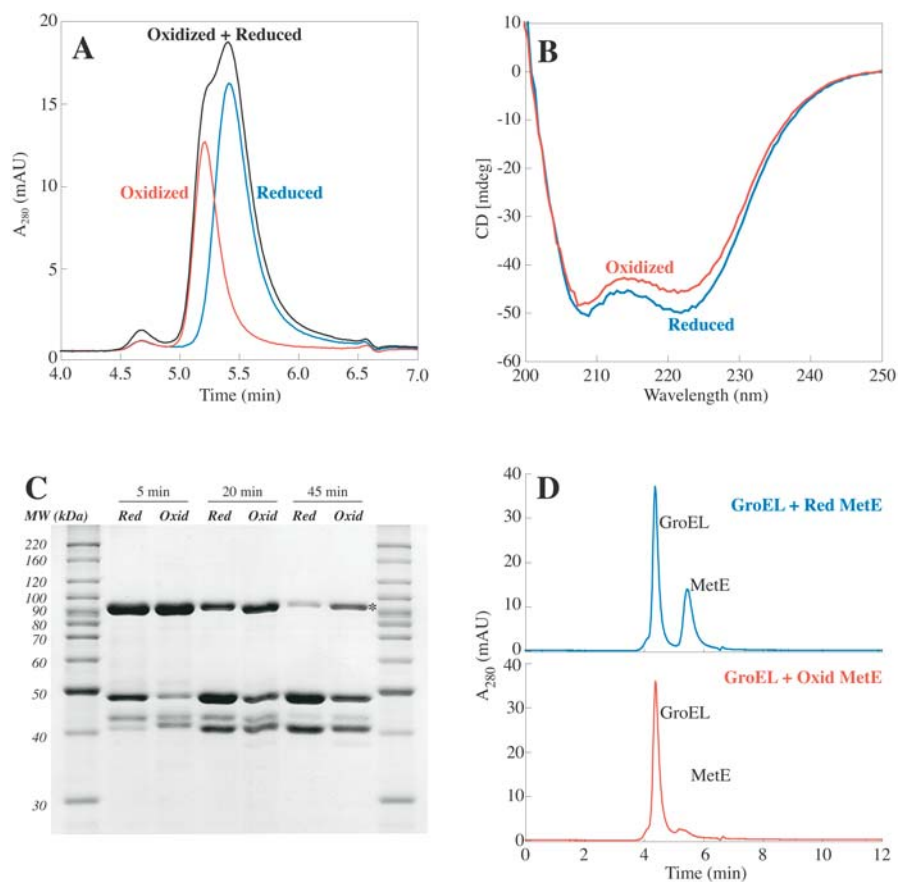 A
Oxidized + Reduced
Oxidized
Reduced
A280 (mAU)
20
15
10
5
0
4.0 4.5 5.0 5.5 6.0 6.5 7.0
Time (min)
B
Oxidized
Reduced
CD [mdeg]
10
0
-10
-20
-30
-40
-50
-60
200 210 220 230 240 250
Wavelength (nm)
C
5 min 20 min 45 min
MW (kDa) Red Oxid Red Oxid Red Oxid
220
160
120
100
90
80
70
60
50
40
30
*
D
GroEL + Red MetE
GroEL
MetE
40
30
20
10
0
A280 (mAU)
GroEL + Oxid MetE
GroEL
MetE
40
30
20
10
0
0 2 4 6 8 10 12
Time (min)